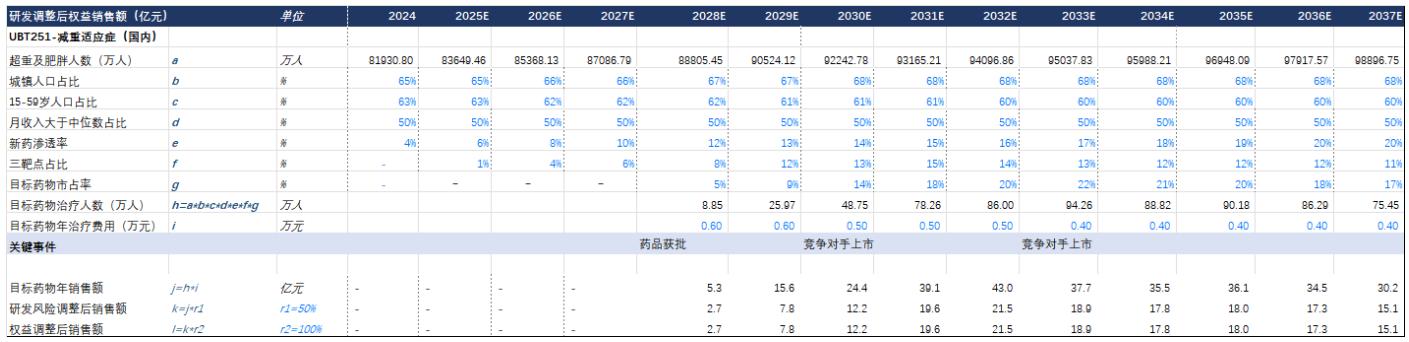 研发调整后权益销售额（亿元） 单位 2024 2025E 2026E 2027E 2028E 2029E 2030E 2031E 2032E 2033E 2034E 2035E 2036E 2037E
UBT251-减重适应症（国内）
超重及肥胖人数（万人） a 万人 81930.80 83649.46 85368.13 87086.79 88805.45 90524.12 92242.78 93165.21 94096.86 95037.83 95988.21 96948.09 97917.57 98896.75
城镇人口占比 b % 65% 65% 66% 66% 67% 67% 68% 68% 68% 68% 68% 68% 68% 68%
15-59岁人口占比 c % 63% 63% 62% 62% 62% 61% 61% 61% 60% 60% 60% 60% 60% 60%
月收入大于中位数占比 d % 50% 50% 50% 50% 50% 50% 50% 50% 50% 50% 50% 50% 50% 50%
新药渗透率 e % 4% 6% 8% 10% 12% 13% 14% 15% 16% 17% 18% 19% 20% 20%
三靶点占比 f % - 1% 4% 6% 8% 12% 13% 15% 14% 13% 12% 12% 12% 11%
目标药物市占率 g % - - - - 5% 9% 14% 18% 20% 22% 21% 20% 18% 17%
目标药物治疗人数（万人） h=a*b*c*d*e*f*g 万人 8.85 25.97 48.75 78.26 86.00 94.26 88.82 90.18 86.29 75.45
目标药物年治疗费用（万元） i 万元 0.60 0.60 0.50 0.50 0.50 0.40 0.40 0.40 0.40 0.40
关键事件 药品获批 竞争对手上市 竞争对手上市
目标药物年销售额 j=h*i 亿元 - - - - 5.3 15.6 24.4 39.1 43.0 37.7 35.5 36.1 34.5 30.2
研发风险调整后销售额 k=j*r1 r1=50% - - - - 2.7 7.8 12.2 19.6 21.5 18.9 17.8 18.0 17.3 15.1
权益调整后销售额 l=k*r2 r2=100% - - - - 2.7 7.8 12.2 19.6 21.5 18.9 17.8 18.0 17.3 15.1